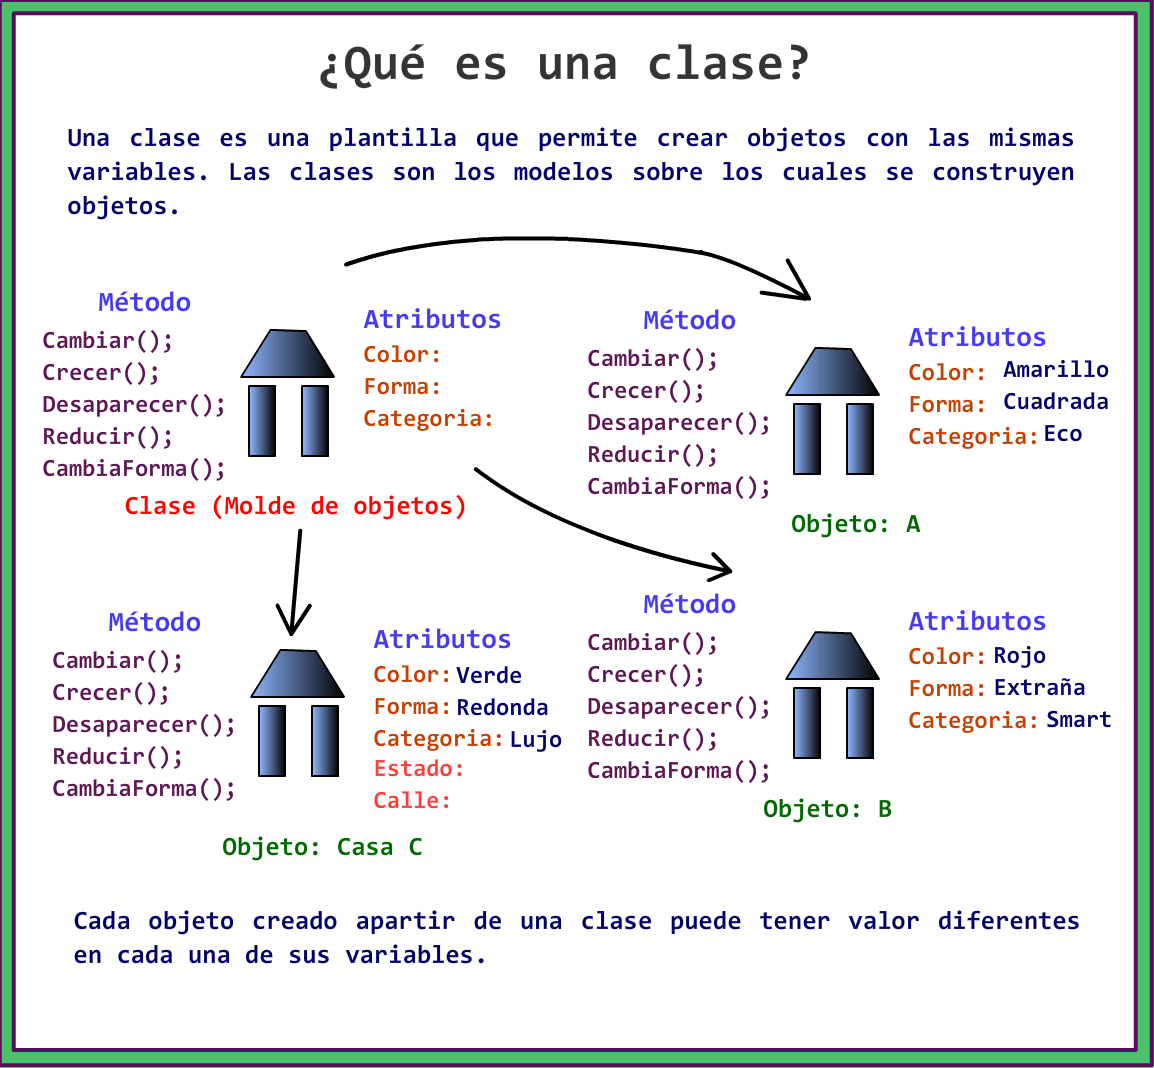 ¿Qué es una clase?
Una clase es una plantilla que permite crear objetos con las mismas
variables. Las clases son los modelos sobre los cuales se construyen
objetos.
Método
Cambiar();
Crecer();
Desaparecer();
Reducir();
CambiaForma();
Atributos
Color:
Forma:
Categoria:
Clase (Molde de objetos)
Método
Cambiar();
Crecer();
Desaparecer();
Reducir();
CambiaForma();
Atributos
Color: Amarillo
Forma: Cuadrada
Categoria: Eco
Objeto: A
Método
Cambiar();
Crecer();
Desaparecer();
Reducir();
CambiaForma();
Atributos
Color: Verde
Forma: Redonda
Categoria: Lujo
Estado:
Calle:
Objeto: Casa C
Método
Cambiar();
Crecer();
Desaparecer();
Reducir();
CambiaForma();
Atributos
Color: Rojo
Forma: Extraña
Categoria: Smart
Objeto: B
Cada objeto creado apartir de una clase puede tener valor diferentes
en cada una de sus variables.